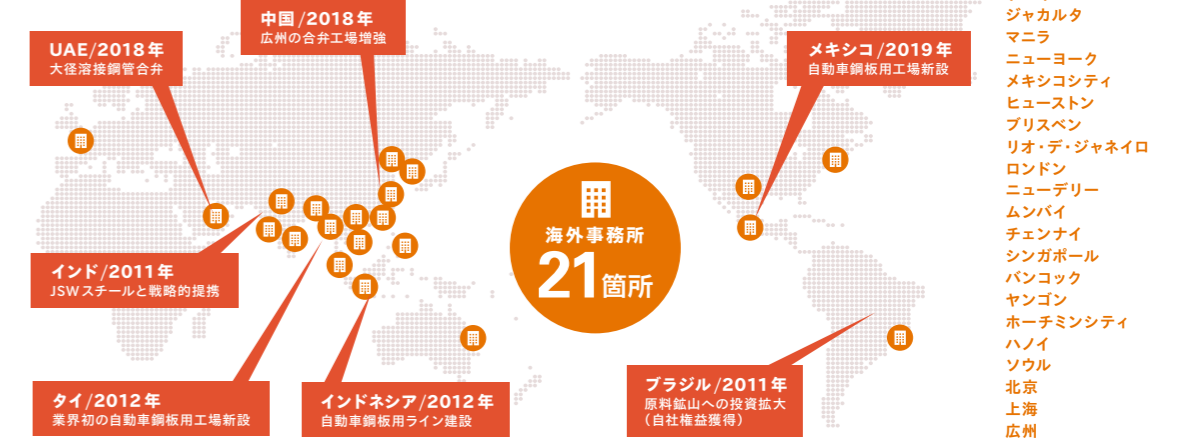 中国/2018年
広州の合弁工場増強
UAE/2018年
大径溶接鋼管合弁
メキシコ/2019年
自動車鋼板用工場新設
海外事務所
21箇所
インド/2011年
JSWスチールと戦略的提携
タイ/2012年
業界初の自動車鋼板用工場新設
インドネシア/2012年
自動車鋼板用ライン建設
ブラジル/2011年
原料鉱山への投資拡大
（自社権益獲得）
ジャカルタ
マニラ
ニューヨーク
メキシコシティ
ヒューストン
ブリスベン
リオ・デ・ジャネイロ
ロンドン
ニューデリー
ムンバイ
チェンナイ
シンガポール
バンコック
ヤンゴン
ホーチミンシティ
ハノイ
ソウル
北京
上海
広州